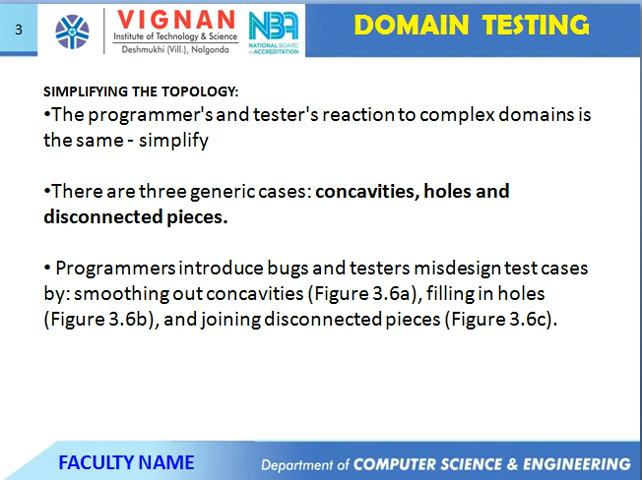 3
VIGNAN
Institute of Technology & Science
Deshmukhi (Vill.), Nalgonda
NBA
NATIONAL BOARD
of ACCREDITATION
DOMAIN TESTING
SIMPLIFYING THE TOPOLOGY:
•The programmer's and tester's reaction to complex domains is
the same - simplify
•There are three generic cases: concavities, holes and
disconnected pieces.
• Programmers introduce bugs and testers misdesign test cases
by: smoothing out concavities (Figure 3.6a), filling in holes
(Figure 3.6b), and joining disconnected pieces (Figure 3.6c).
FACULTY NAME
Department of COMPUTER SCIENCE & ENGINEERING